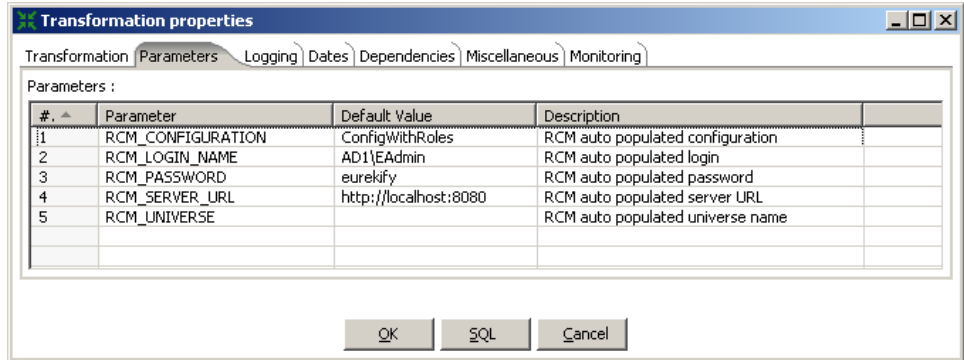 Transformation properties
Transformation Parameters Logging Dates Dependencies Miscellaneous Monitoring
Parameters :
#. Parameter Default Value Description
1 RCM_CONFIGURATION ConfigWithRoles RCM auto populated configuration
2 RCM_LOGIN_NAME AD1\EAdmin RCM auto populated login
3 RCM_PASSWORD eurekify RCM auto populated password
4 RCM_SERVER_URL http://localhost:8080 RCM auto populated server URL
5 RCM_UNIVERSE RCM auto populated universe name
OK SQL Cancel